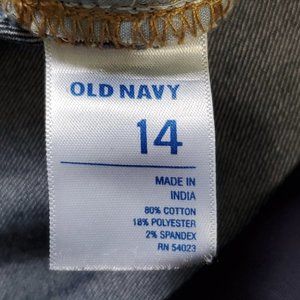 OLD NAVY
14
MADE IN
INDIA
80% COTTON
18% POLYESTER
2% SPANDEX
RN 54023